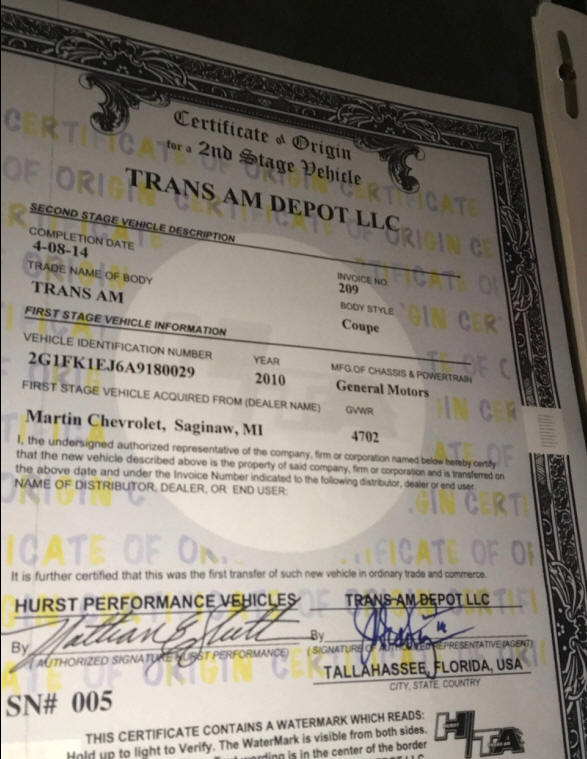 Certificate of Origin
for a 2nd Stage Vehicle
TRANS AM DEPOT LLC
SECOND STAGE VEHICLE DESCRIPTION
COMPLETION DATE
4-08-14
INVOICE NO.
209
TRADE NAME OF BODY
TRANS AM
BODY STYLE
Coupe
FIRST STAGE VEHICLE INFORMATION
VEHICLE IDENTIFICATION NUMBER
2G1FK1EJ6A9180029
YEAR
2010
MFG.OF CHASSIS & POWERTRAIN
General Motors
FIRST STAGE VEHICLE ACQUIRED FROM (DEALER NAME)
Martin Chevrolet, Saginaw, MI
GVWR
4702
I, the undersigned authorized representative of the company, firm or corporation named below hereby certify
that the new vehicle described above is the property of said company, firm or corporation and is transferred on
the above date and under the Invoice Number indicated to the following distributor, dealer or end user.
NAME OF DISTRIBUTOR, DEALER, OR END USER:
It is further certified that this was the first transfer of such new vehicle in ordinary trade and commerce.
HURST PERFORMANCE VEHICLES
TRANS AM DEPOT LLC
By
(AUTHORIZED SIGNATURE HURST PERFORMANCE)
By
(SIGNATURE OF AUTHORIZED REPRESENTATIVE)(AGENT)
TALLAHASSEE, FLORIDA, USA
CITY, STATE, COUNTRY
SN# 005
THIS CERTIFICATE CONTAINS A WATERMARK WHICH READS:
Hold up to light to Verify. The WaterMark is visible from both sides.
is in the center of the border
HTA